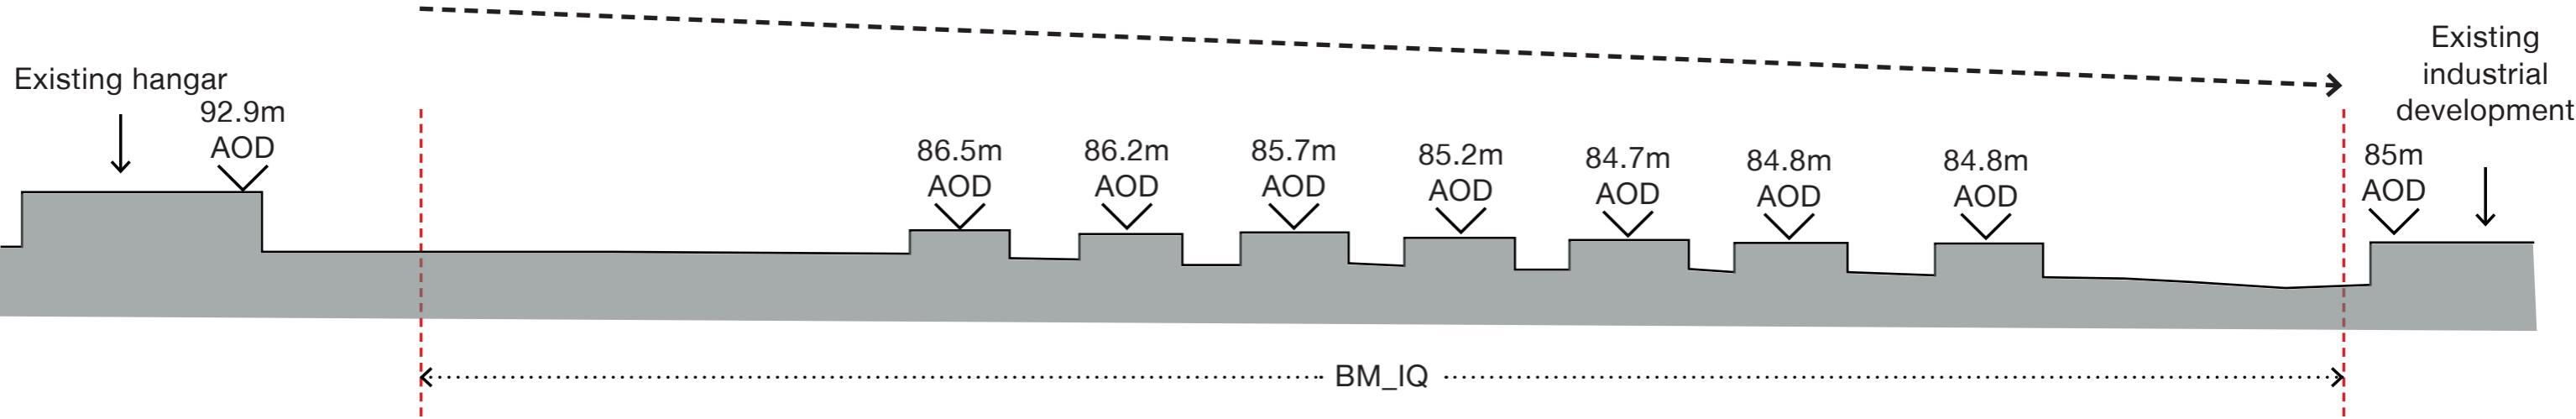 Existing hangar
92.9m
AOD
86.5m
AOD
86.2m
AOD
85.7m
AOD
85.2m
AOD
84.7m
AOD
84.8m
AOD
84.8m
AOD
85m
AOD
Existing
industrial
development
BM_IQ